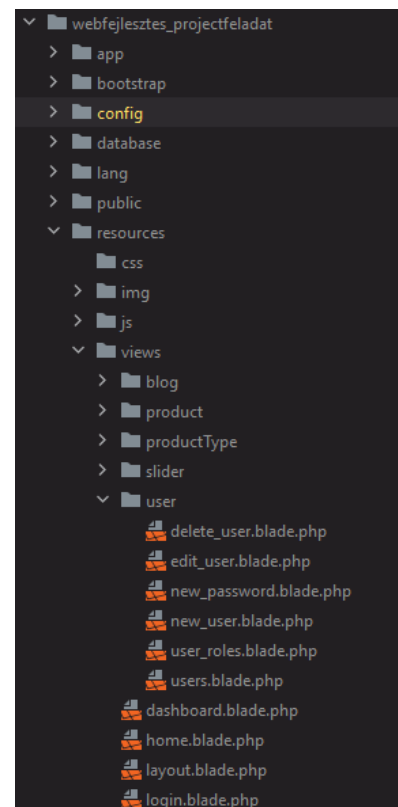 webfejlesztes_projectfeladat
app
bootstrap
config
database
lang
public
resources
css
img
js
views
blog
product
productType
slider
user
delete_user.blade.php
edit_user.blade.php
new_password.blade.php
new_user.blade.php
user_roles.blade.php
users.blade.php
dashboard.blade.php
home.blade.php
layout.blade.php
login.blade.php